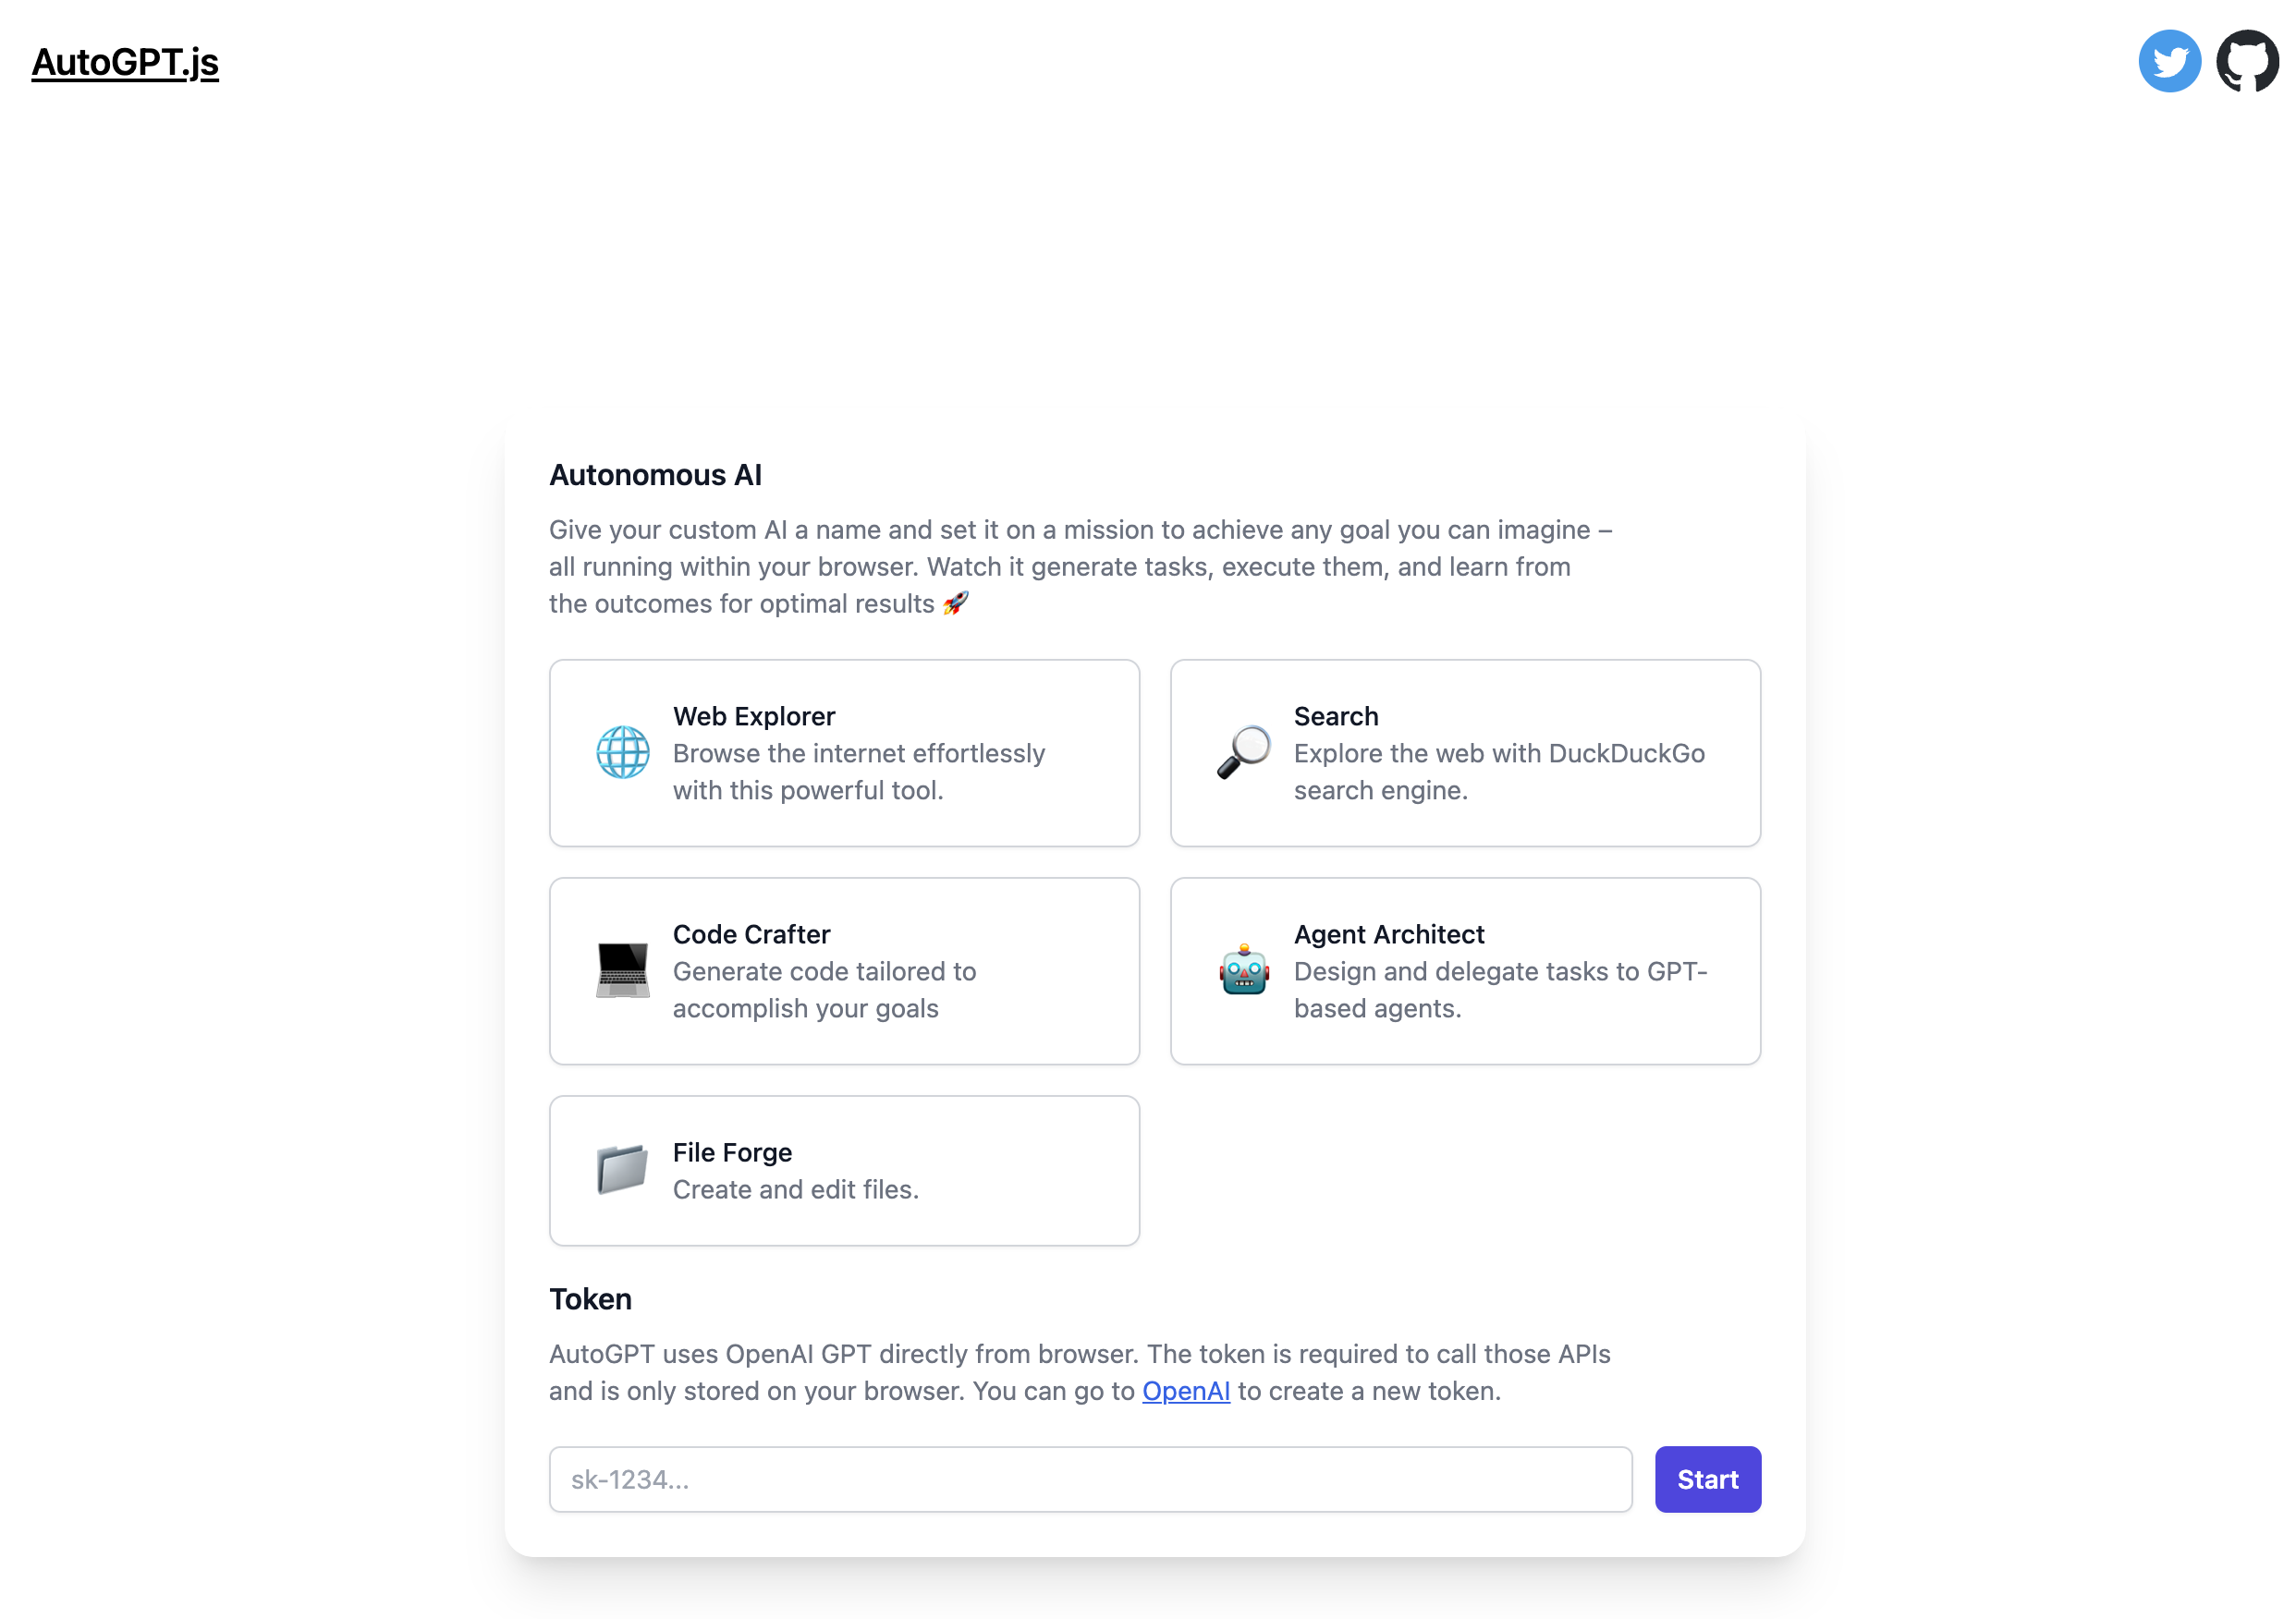 AutoGPT.js
Autonomous AI
Give your custom AI a name and set it on a mission to achieve any goal you can imagine –
all running within your browser. Watch it generate tasks, execute them, and learn from
the outcomes for optimal results 🚀
Web Explorer
Browse the internet effortlessly
with this powerful tool.
Search
Explore the web with DuckDuckGo
search engine.
Code Crafter
Generate code tailored to
accomplish your goals
Agent Architect
Design and delegate tasks to GPT-
based agents.
File Forge
Create and edit files.
Token
AutoGPT uses OpenAI GPT directly from browser. The token is required to call those APIs
and is only stored on your browser. You can go to OpenAI to create a new token.
sk-1234...
Start